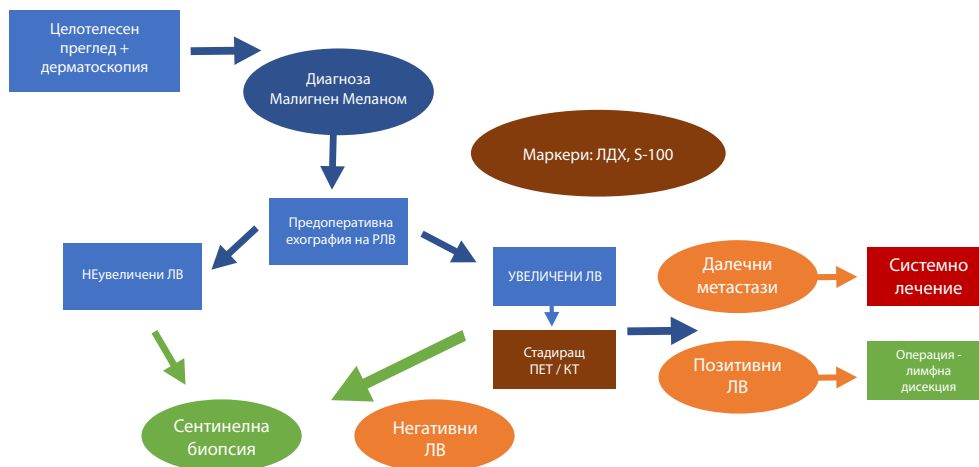 Целотелесен
преглед +
дерматоскопия
Диагноза
Малигнен Меланом
Маркери: ЛДХ, S-100
Предоперативна
ехография на РЛВ
НЕувеличени ЛВ
УВЕЛИЧЕНИ ЛВ
Далечни
метастази
Системно
лечение
Стадиращ
ПЕТ / КТ
Позитивни
ЛВ
Операция -
лимфна
дисекция
Сентинелна
биопсия
Негативни
ЛВ